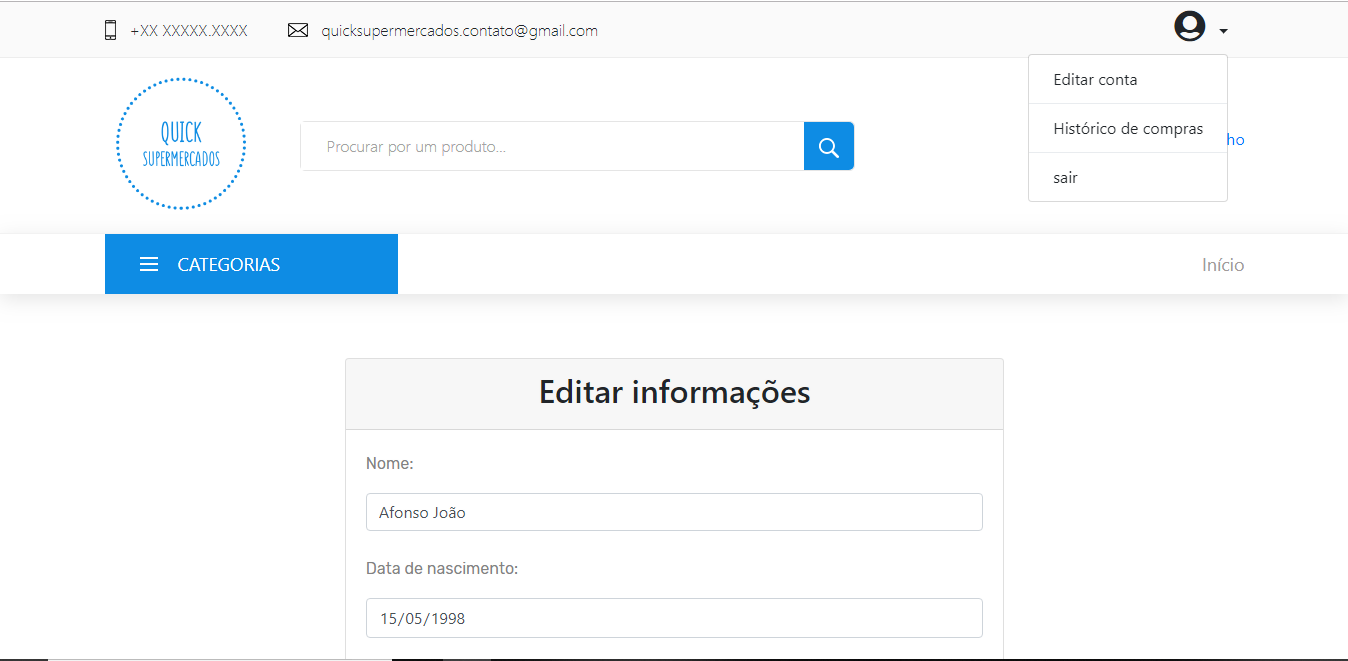 +XX XXXXX.XXXX
quicksupermercados.contato@gmail.com
Editar conta
Histórico de compras
ho
sair
QUICK
SUPERMERCADOS
Procurar por um produto...
CATEGORIAS
Início
Editar informações
Nome:
Afonso João
Data de nascimento:
15/05/1998